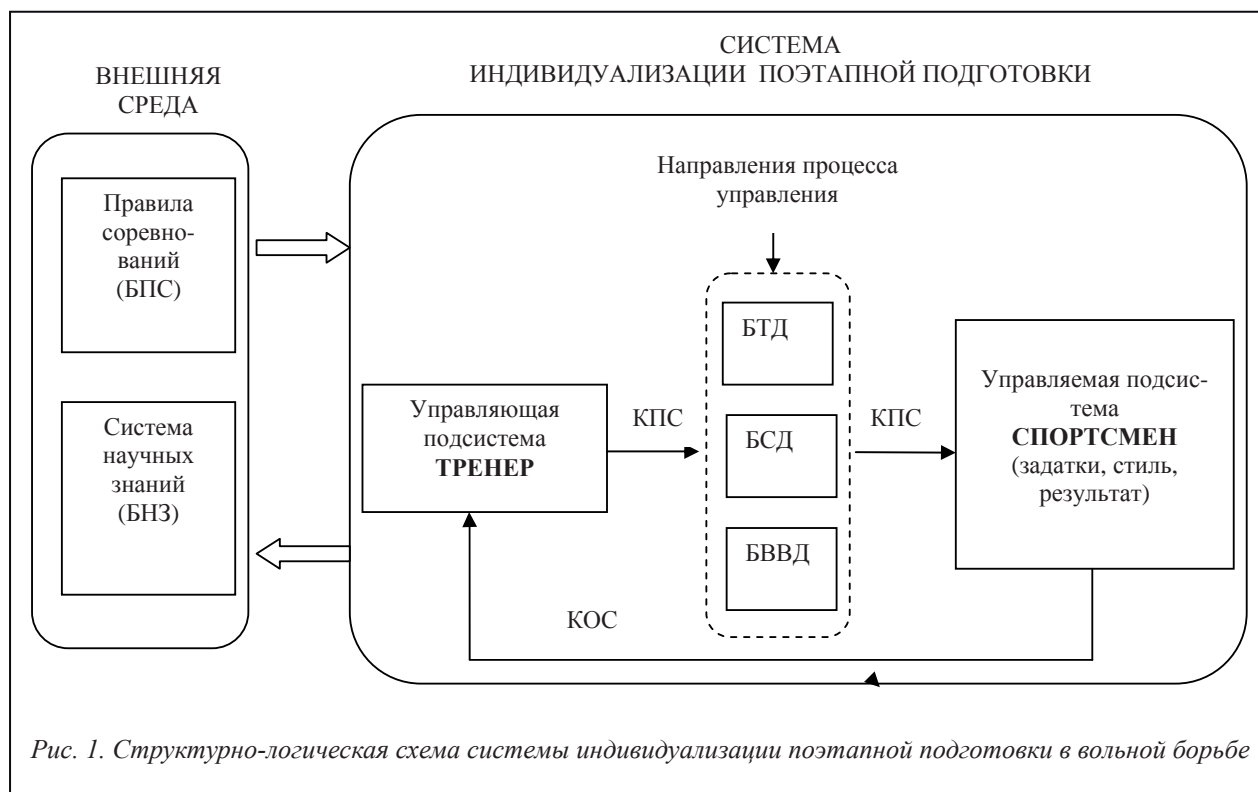 ВНЕШНЯЯ
СРЕДА
Правила
соревно-
ваний
(БПС)
Система
научных
знаний
(БНЗ)
СИСТЕМА
ИНДИВИДУАЛИЗАЦИИ ПОЭТАПНОЙ ПОДГОТОВКИ
Направления процесса
управления
Управляющая
подсистема
ТРЕНЕР
КПС
БТД
БСД
БВВД
КПС
Управляемая подсис-
тема
СПОРТСМЕН
(задатки, стиль,
результат)
КОС
Рис. 1. Структурно-логическая схема системы индивидуализации поэтапной подготовки в вольной борьбе